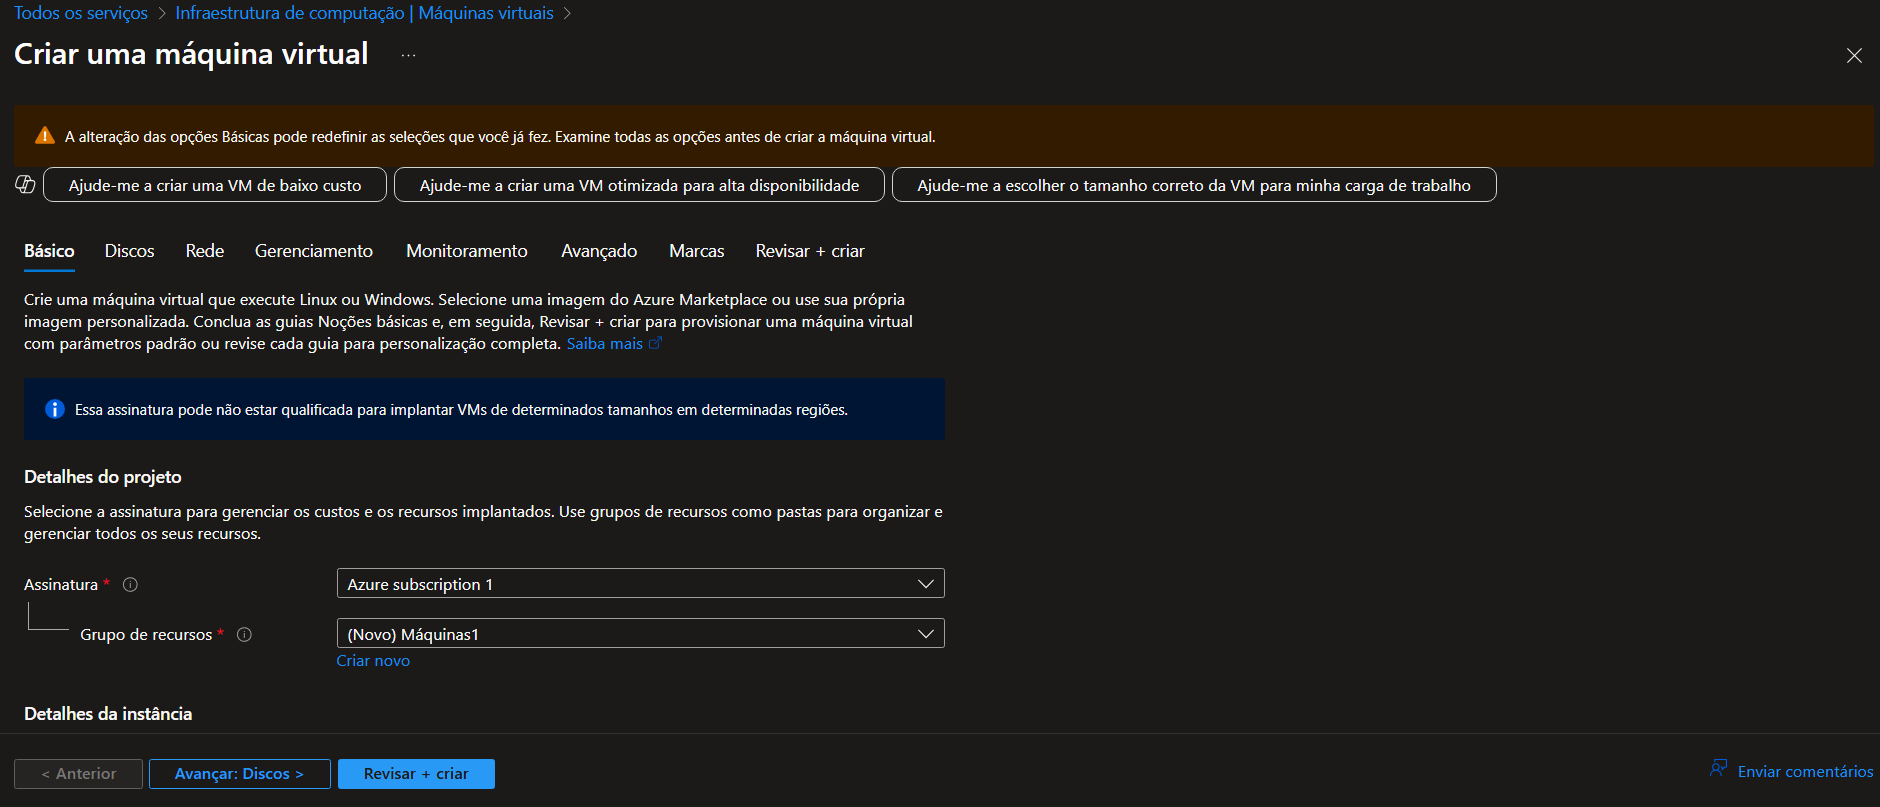 Todos os serviços > Infraestrutura de computação | Máquinas virtuais >
Criar uma máquina virtual ...
A alteração das opções Básicas pode redefinir as seleções que você já fez. Examine todas as opções antes de criar a máquina virtual.
Ajude-me a criar uma VM de baixo custo Ajude-me a criar uma VM otimizada para alta disponibilidade Ajude-me a escolher o tamanho correto da VM para minha carga de trabalho
Básico Discos Rede Gerenciamento Monitoramento Avançado Marcas Revisar + criar
Crie uma máquina virtual que execute Linux ou Windows. Selecione uma imagem do Azure Marketplace ou use sua própria
imagem personalizada. Conclua as guias Noções básicas e, em seguida, Revisar + criar para provisionar uma máquina virtual
com parâmetros padrão ou revise cada guia para personalização completa. Saiba mais
Essa assinatura pode não estar qualificada para implantar VMs de determinados tamanhos em determinadas regiões.
Detalhes do projeto
Selecione a assinatura para gerenciar os custos e os recursos implantados. Use grupos de recursos como pastas para organizar e
gerenciar todos os seus recursos.
Assinatura * Azure subscription 1
Grupo de recursos * (Novo) Máquinas1
Criar novo
Detalhes da instância
< Anterior Avançar: Discos > Revisar + criar Enviar comentários